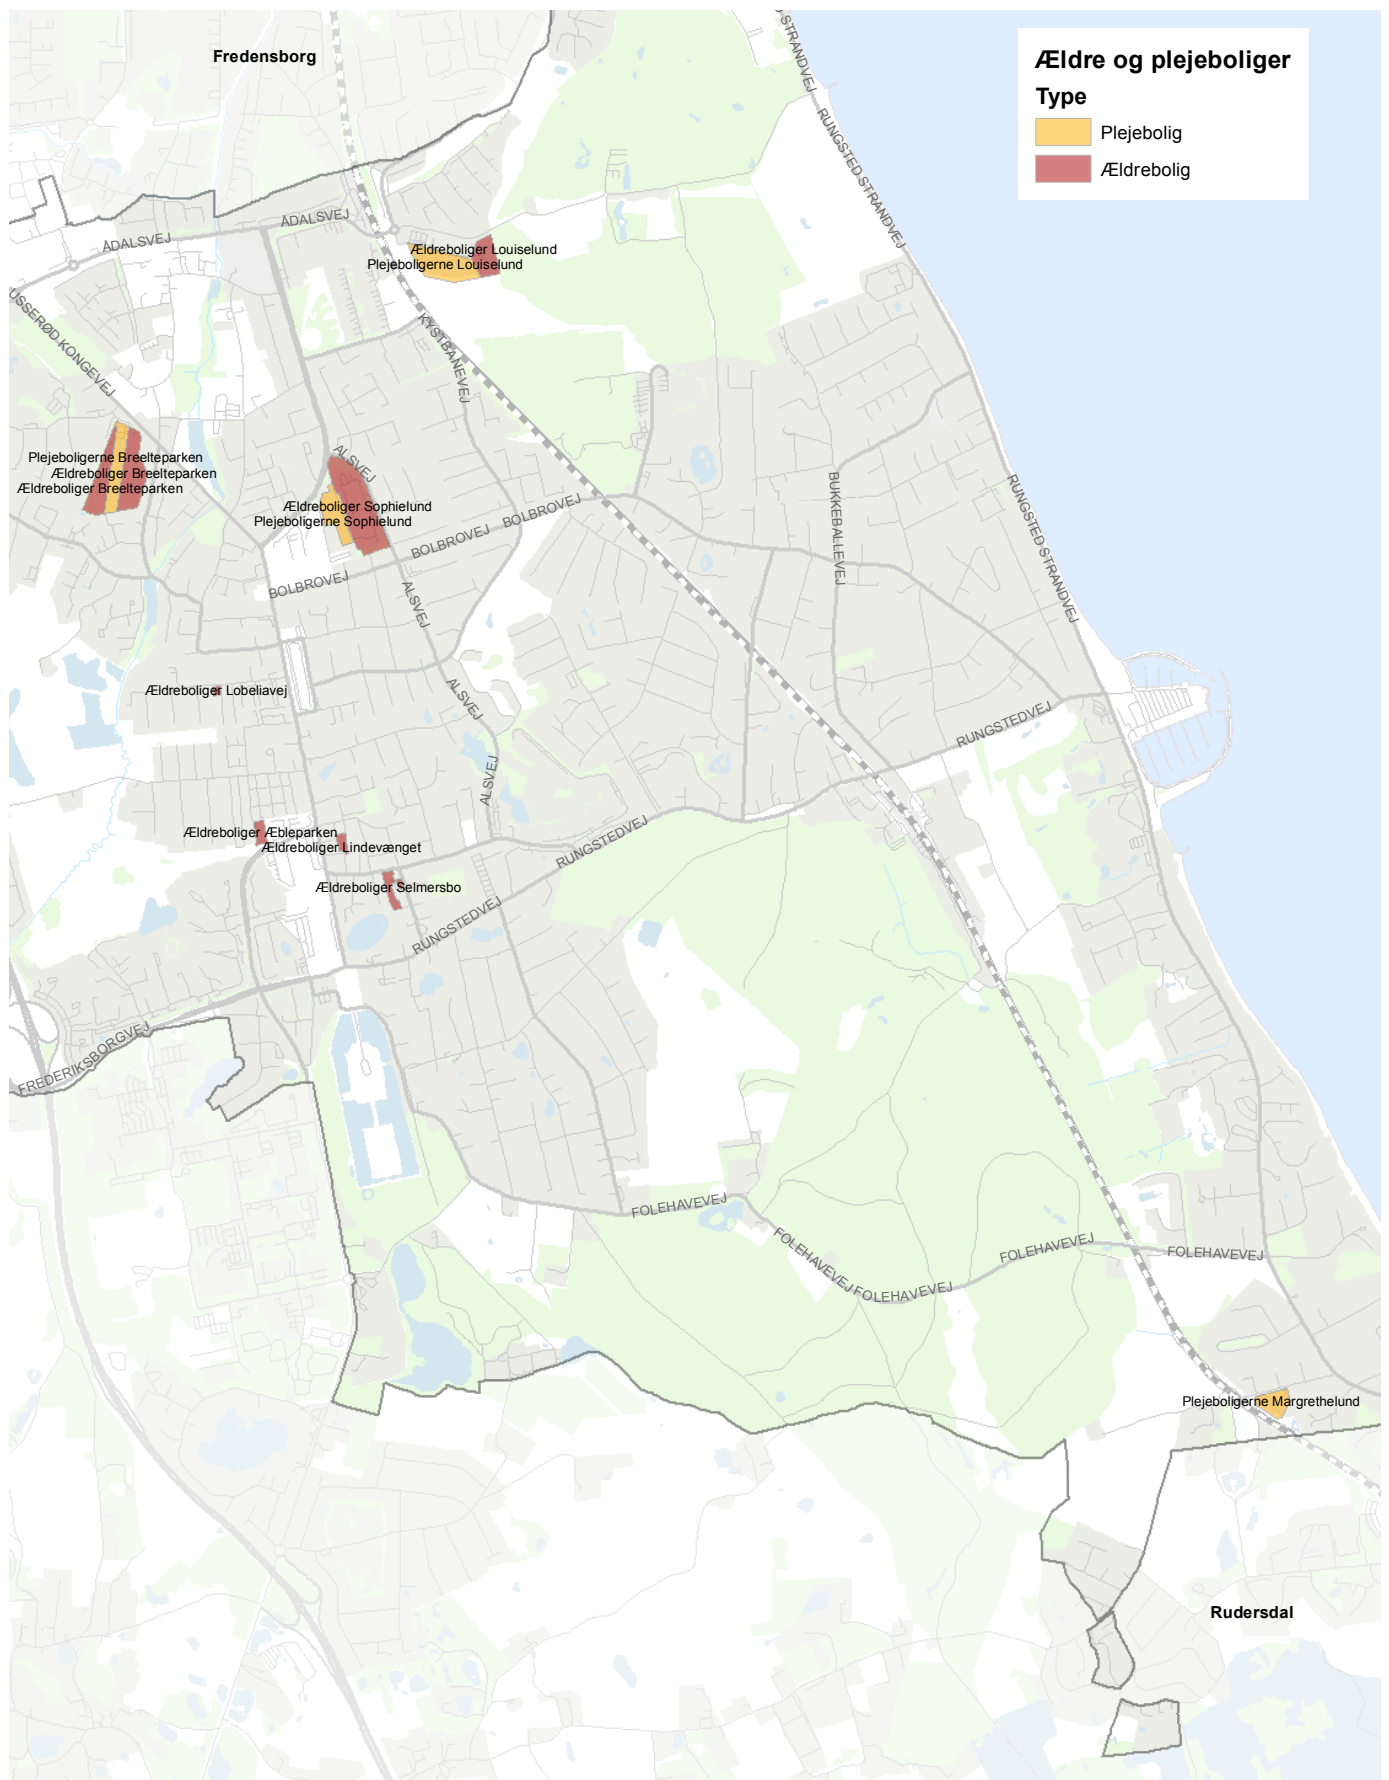 Fredensborg
Ældre og plejeboliger
Type
Plejebolig
Ældrebolig
STRANDVEJ
RUNGSTED STRANDVEJ
ÅDALSVEJ
ÅDALSVEJ
Ældreboliger Louiselund
Plejeboligerne Louiselund
USSERØD KONGEVEJ
KYSTBANEVEJ
Plejeboligerne Breelteparken
Ældreboliger Breelteparken
Ældreboliger Breelteparken
ALSVEJ
Ældreboliger Sophielund
Plejeboligerne Sophielund
BOLBROVEJ
BOLBROVEJ
BOLBROVEJ
BUKKEBALLEVEJ
RUNGSTED STRANDVEJ
ALSVEJ
Ældreboliger Lobeliavej
ALSVEJ
RUNGSTEDVEJ
ALSVEJ
Ældreboliger Æbleparken
Ældreboliger Lindevænget
RUNGSTEDVEJ
Ældreboliger Selmersbo
RUNGSTEDVEJ
FREDERIKSBORGVEJ
FOLEHAVEVEJ
FOLEHAVEVEJ
FOLEHAVEVEJ
FOLEHAVEVEJ
FOLEHAVEVEJ
Plejeboligerne Margrethelund
Rudersdal